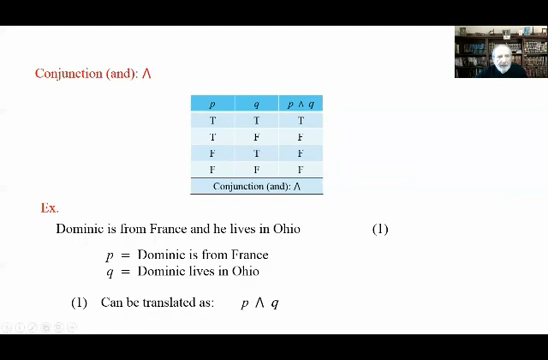 Conjunction (and): Λ
p q p Λ q
T T T
T F F
F T F
F F F
Conjunction (and): Λ
Ex.
Dominic is from France and he lives in Ohio (1)
p = Dominic is from France
q = Dominic lives in Ohio
(1) Can be translated as: p Λ q